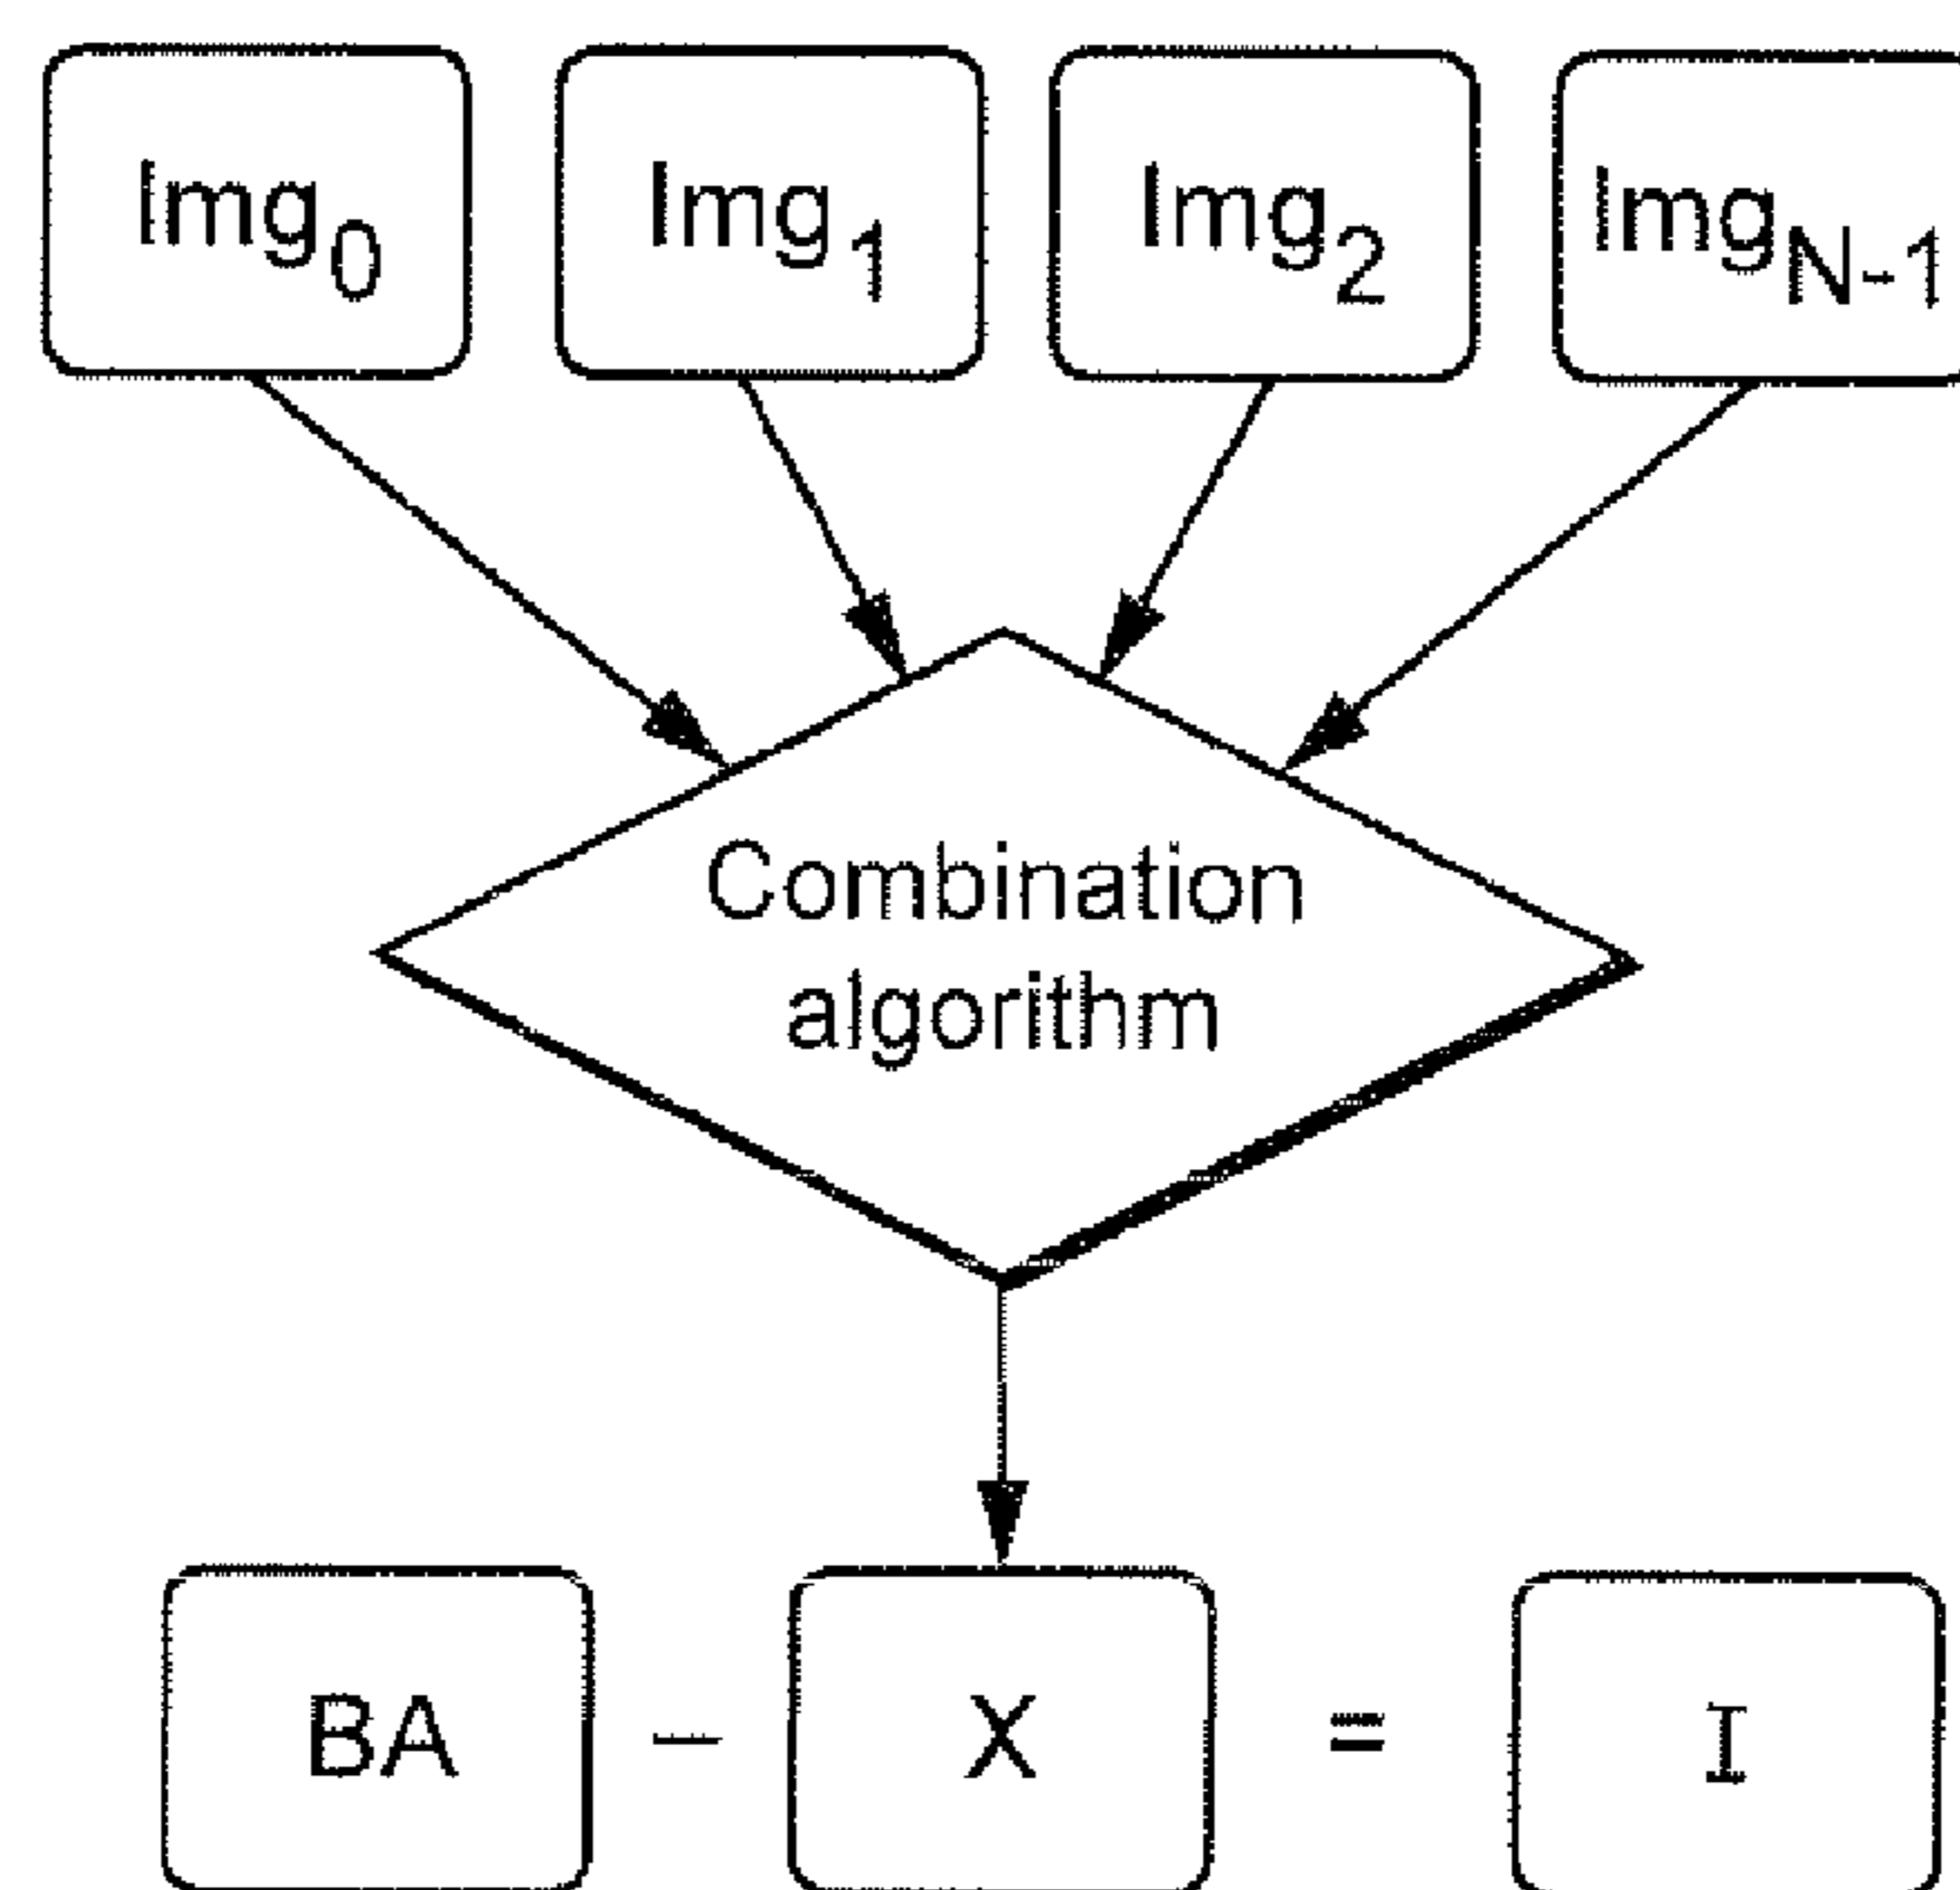 Img0 Img1 Img2 ImgN-1
Combination
algorithm
BA – X = I